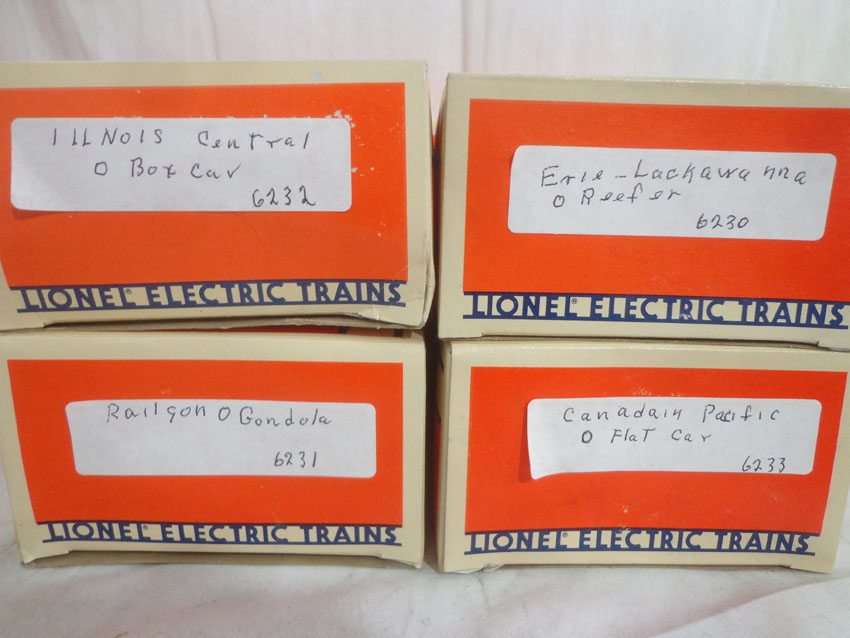 ILLNOIS Central
O Box Car
6232
LIONEL® ELECTRIC TRAINS
Erie-Lackawanna
O Reefer
6230
LIONEL® ELECTRIC TRAINS
Railgon O Gondola
6231
LIONEL® ELECTRIC TRAINS
Canadain Pacific
O Flat Car
6233
LIONEL® ELECTRIC TRAINS